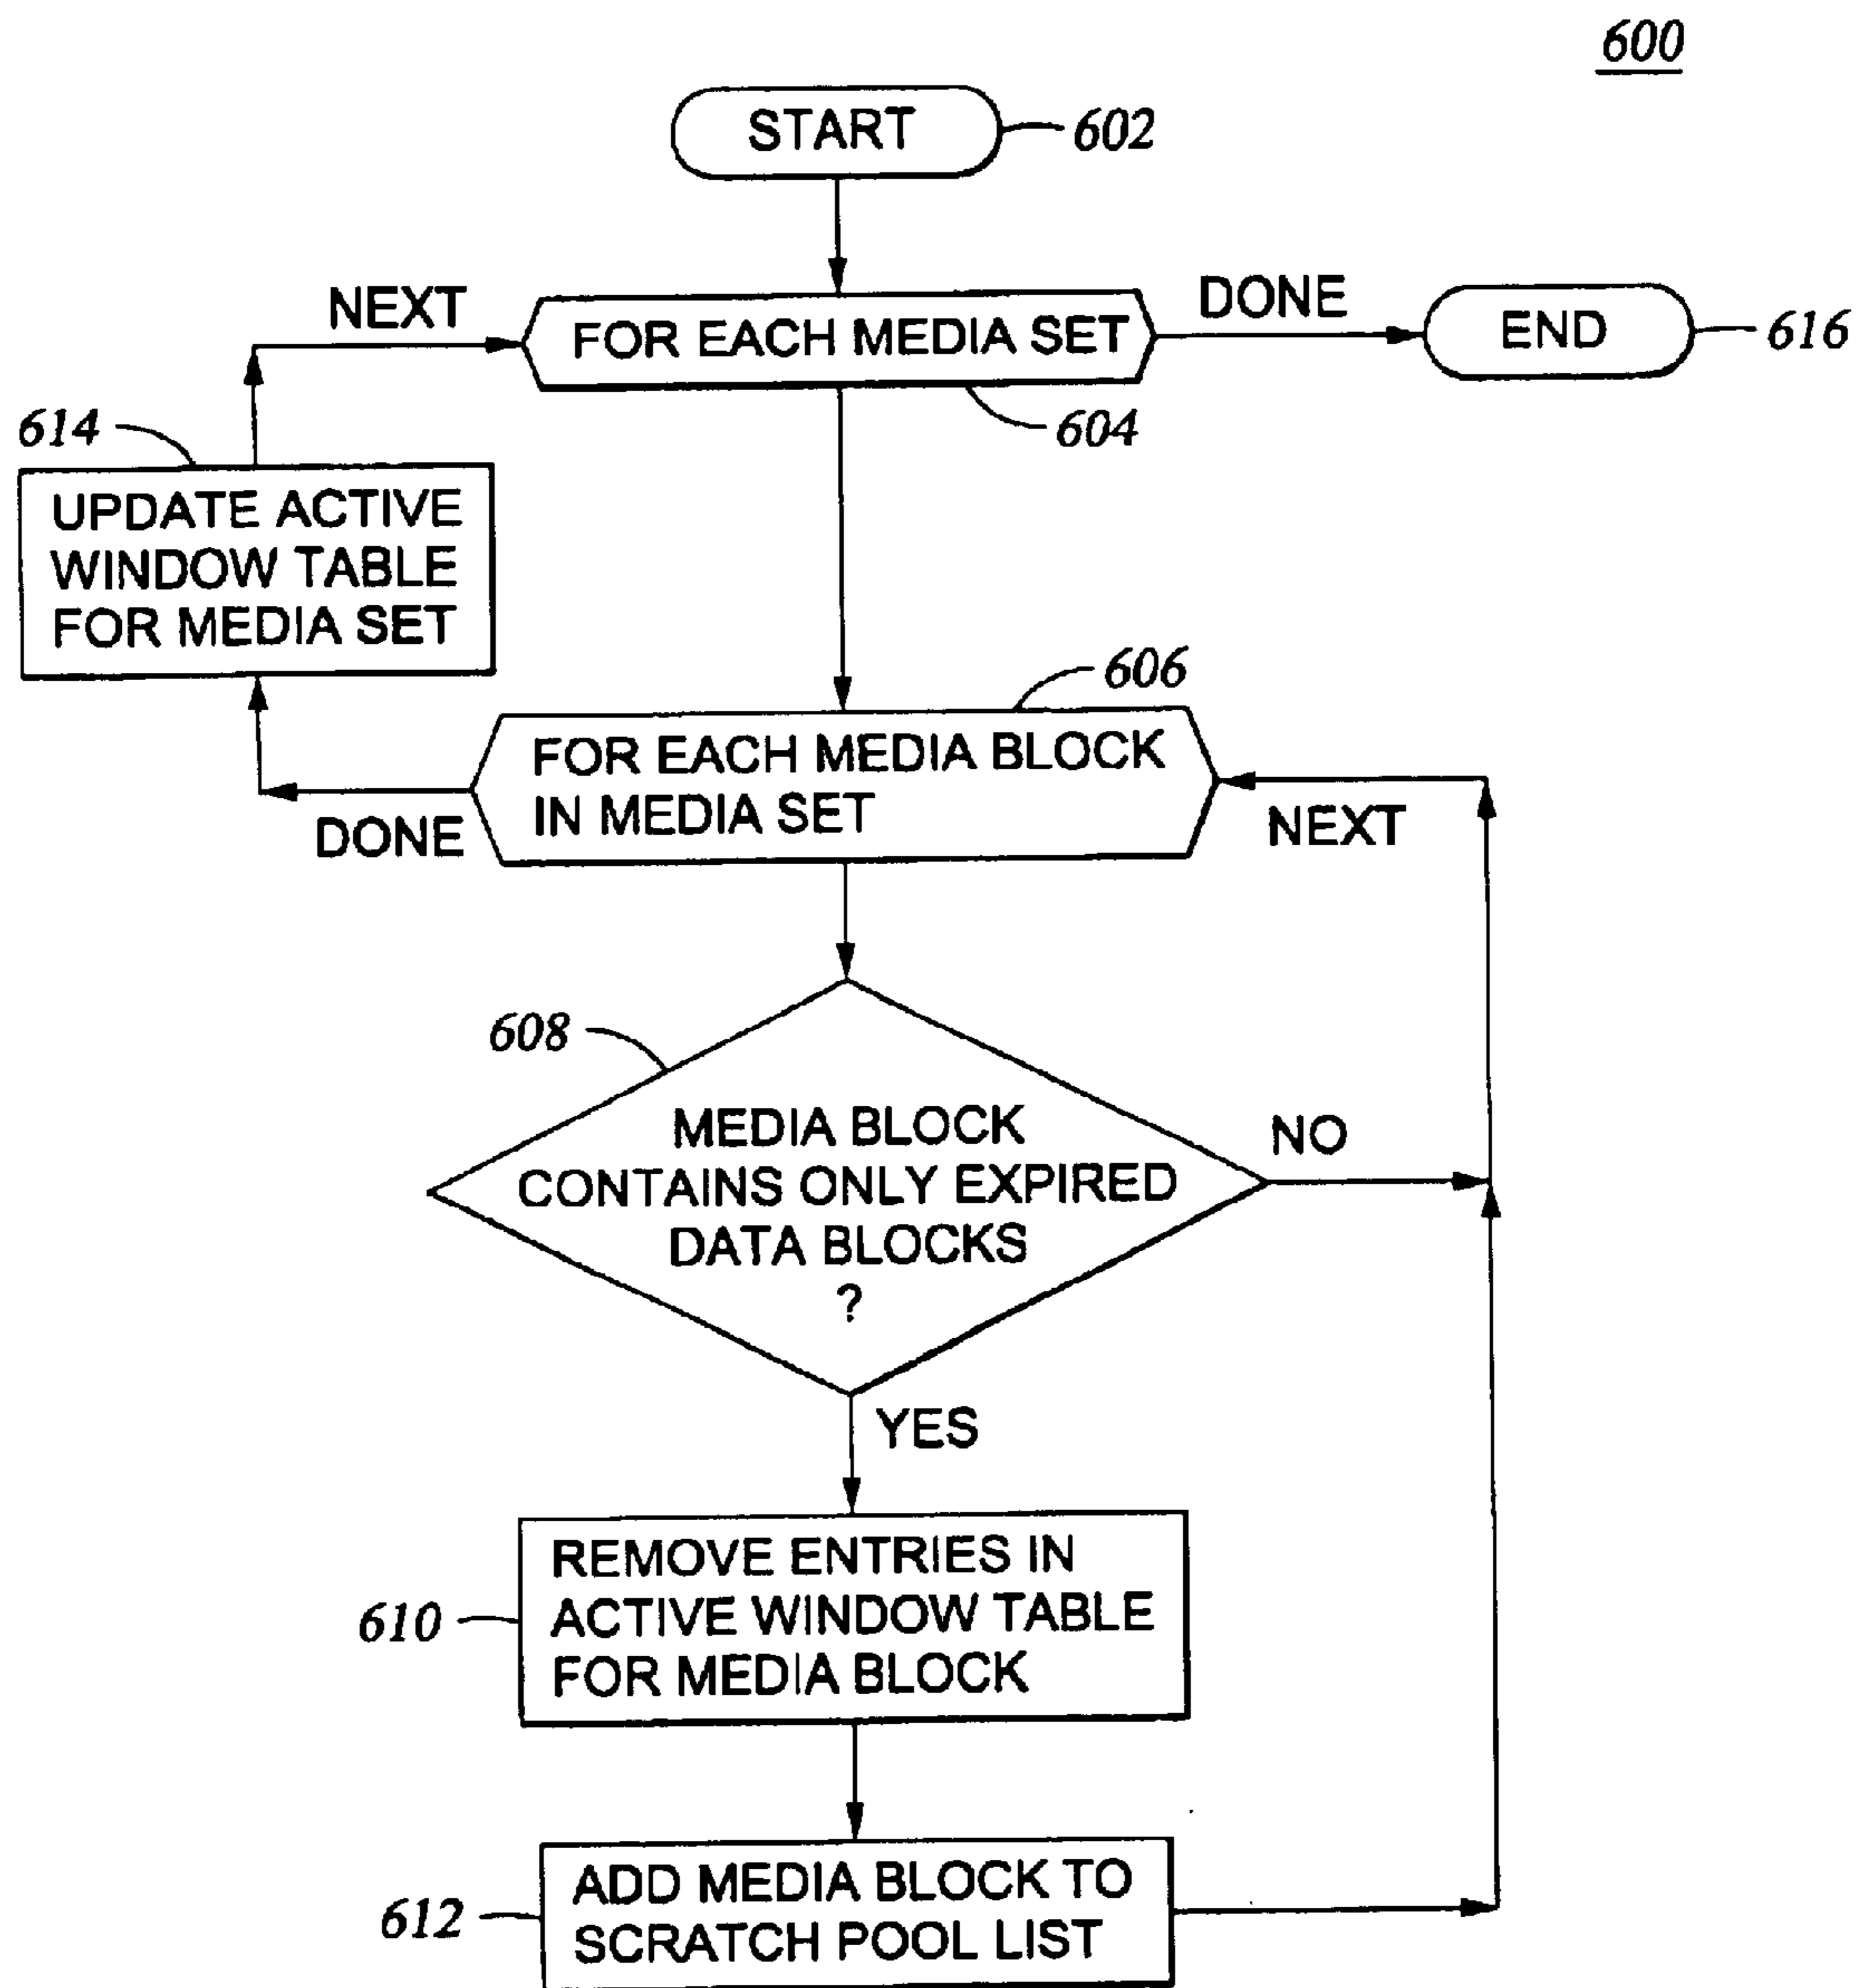 600
START
602
NEXT
FOR EACH MEDIA SET
DONE
END
616
604
614
UPDATE ACTIVE
WINDOW TABLE
FOR MEDIA SET
606
FOR EACH MEDIA BLOCK
IN MEDIA SET
DONE
NEXT
608
MEDIA BLOCK
CONTAINS ONLY EXPIRED
DATA BLOCKS
?
NO
YES
610
REMOVE ENTRIES IN
ACTIVE WINDOW TABLE
FOR MEDIA BLOCK
612
ADD MEDIA BLOCK TO
SCRATCH POOL LIST